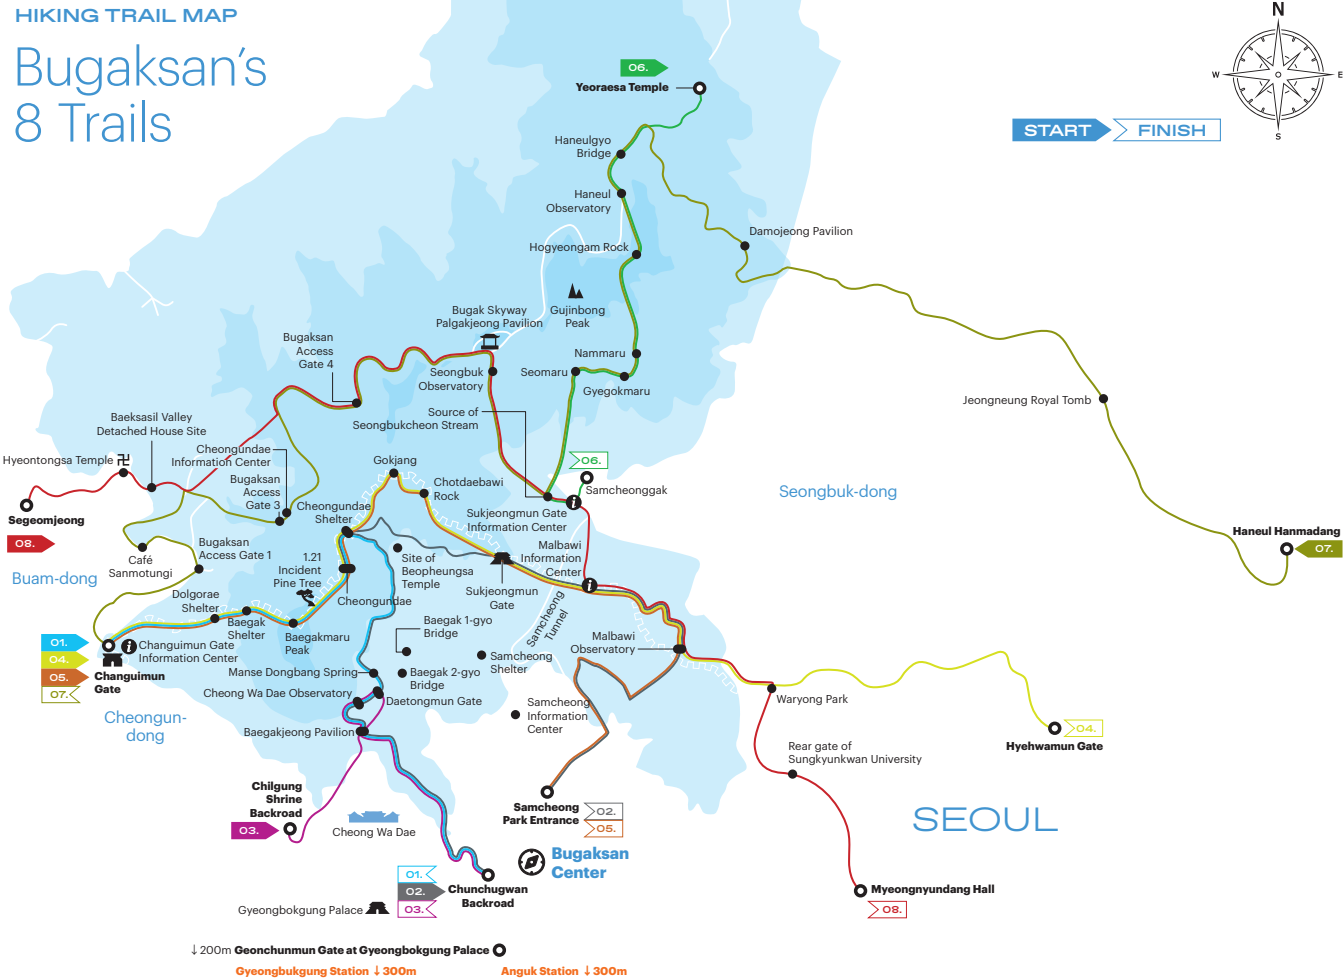 HIKING TRAIL MAP
Bugaksan's
8 Trails
N
W
E
S
START
FINISH
06.
Yeoraesa Temple
Haneulgyo
Bridge
Haneul
Observatory
Damojeong Pavilion
Hogyeongam Rock
Gujinbong
Peak
Bugak Skyway
Palgakjeong Pavilion
Bugaksan
Access
Gate 4
Nammaru
Seomaru
Gyegokmaru
Seongbuk
Observatory
Jeongneung Royal Tomb
Source of
Seongbukcheon Stream
Baeksasil Valley
Detached House Site
Cheongundae
Information Center
Hyeontongsa Temple
卍
Gokjang
06.
Samcheonggak
Chotdaebawi
Rock
Bugaksan
Access
Gate 3
Seongbuk-dong
Cheongundae
Shelter
Sukjeongmun Gate
Information Center
Segeomjeong
08.
Haneul Hanmadang
07.
Bugaksan
Access Gate 1
Café
Sanmotungi
1.21
Incident
Pine Tree
Site of
Beopheungsa
Temple
Malbawi
Information
Center
Buam-dong
Dolgorae
Shelter
Cheongundae
Sukjeongmun
Gate
Samcheong
Tunnel
Baegak
Shelter
Baegakmaru
Peak
Baegak 1-gyo
Bridge
Malbawi
Observatory
01.
04.
05.
07.
Changuimun Gate
Information Center
Changuimun
Gate
Samcheong
Shelter
Manse Dongbang Spring
Baegak 2-gyo
Bridge
Cheong Wa Dae Observatory
Daetongmun Gate
Waryong Park
Samcheong
Information
Center
Cheongun-
dong
Baegakjeong Pavilion
04.
Hyehwamun Gate
Rear gate of
Sungkyunkwan University
Chilgung
Shrine
Backroad
03.
Samcheong
Park Entrance
02.
05.
SEOUL
Cheong Wa Dae
Bugaksan
Center
01.
02.
03.
Chunchugwan
Backroad
Myeongnyundang Hall
08.
Gyeongbokgung Palace
↓200m Geonchunmun Gate at Gyeongbokgung Palace
Gyeongbukgung Station ↓300m
Anguk Station ↓300m